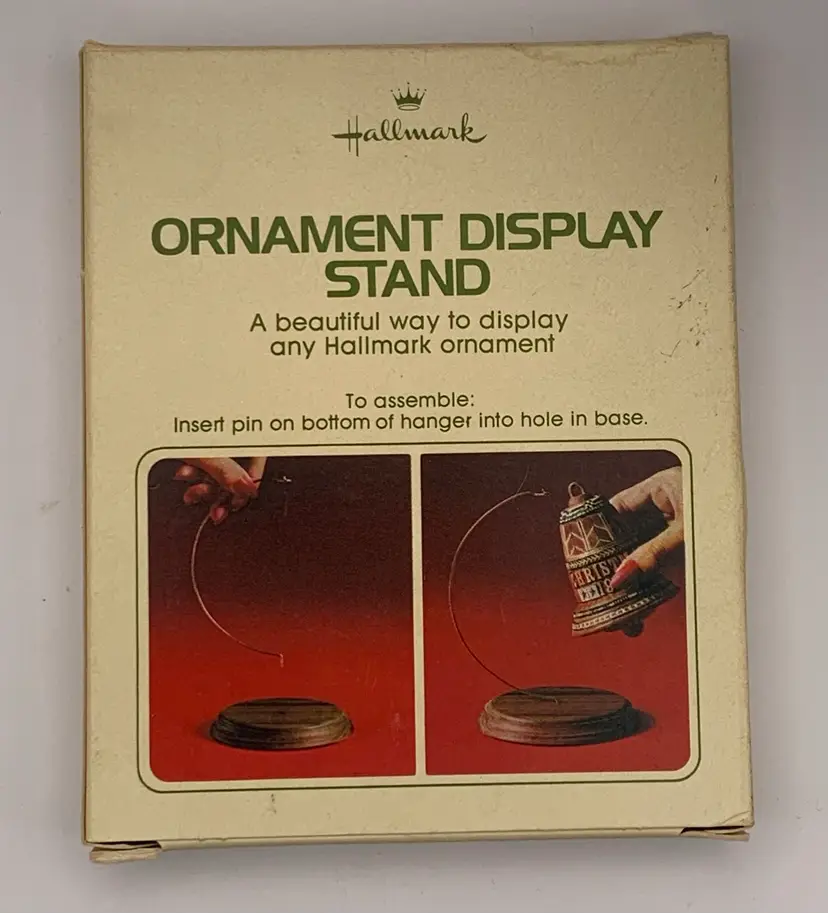 Hallmark
ORNAMENT DISPLAY
STAND
A beautiful way to display
any Hallmark ornament
To assemble:
Insert pin on bottom of hanger into hole in base.